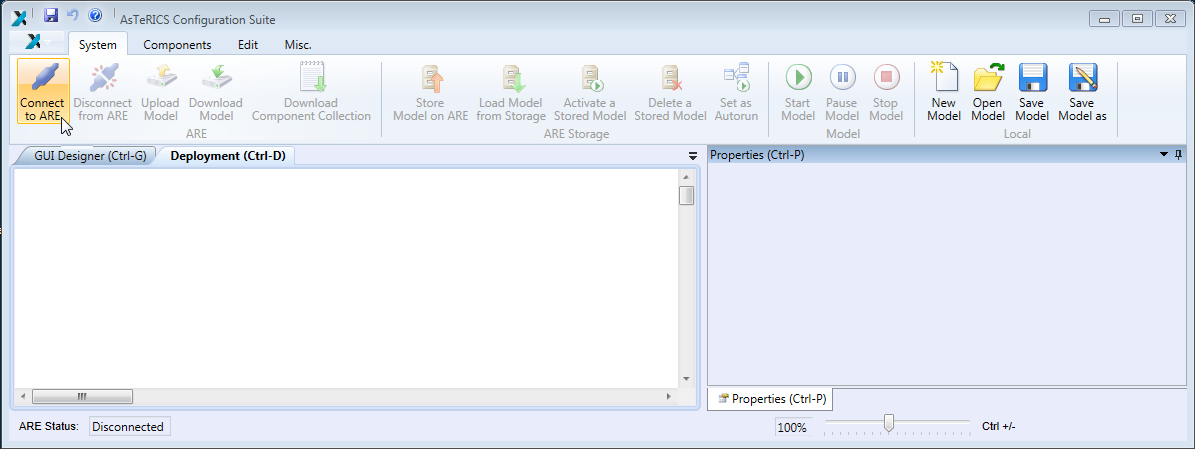 AsTeRICS Configuration Suite
System Components Edit Misc.
Connect to ARE
Disconnect from ARE
Upload Model
Download Model
Download Component Collection
ARE
Store Model on ARE
Load Model from Storage
Activate a Stored Model
Delete a Stored Model
Set as Autorun
ARE Storage
Start Model
Pause Model
Stop Model
Model
New Model
Open Model
Save Model
Save Model as
Local
GUI Designer (Ctrl-G)
Deployment (Ctrl-D)
Properties (Ctrl-P)
Properties (Ctrl-P)
ARE Status: Disconnected
100%
Ctrl +/-